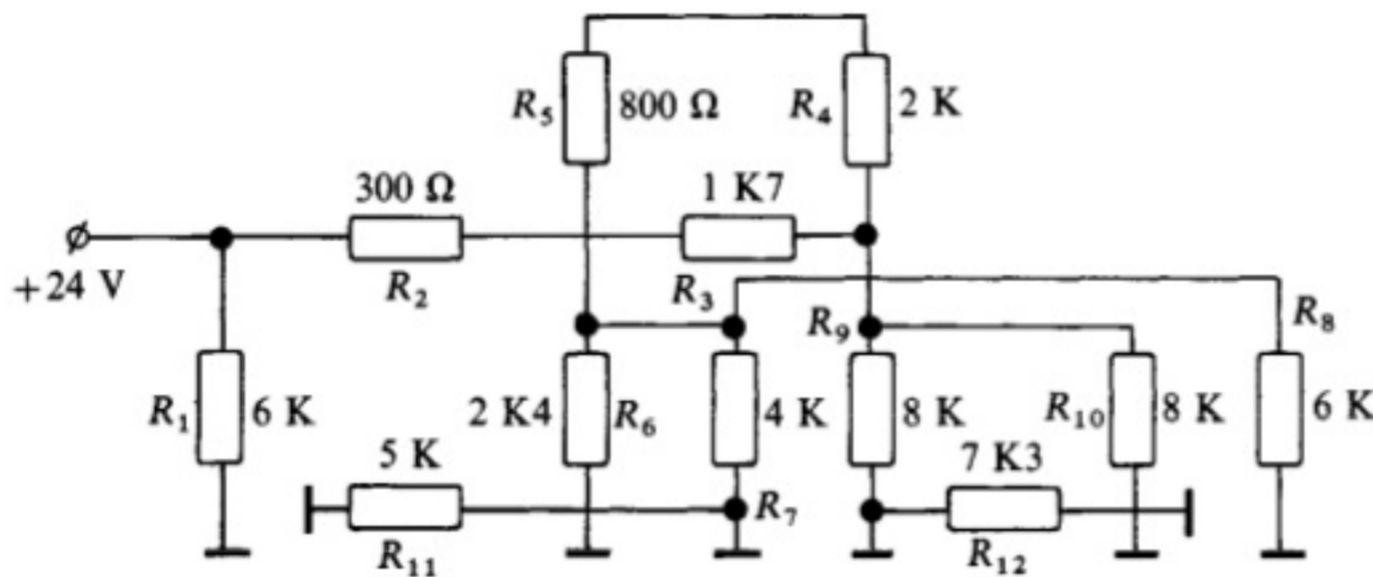 R₅ 800 Ω R₄ 2 K
300 Ω 1 K7
+24 V R₂ R₃ R₉ R₈
R₁ 6 K 2 K4 R₆ 4 K 8 K R₁₀ 8 K 6 K
5 K 7 K3
R₇
R₁₁ R₁₂